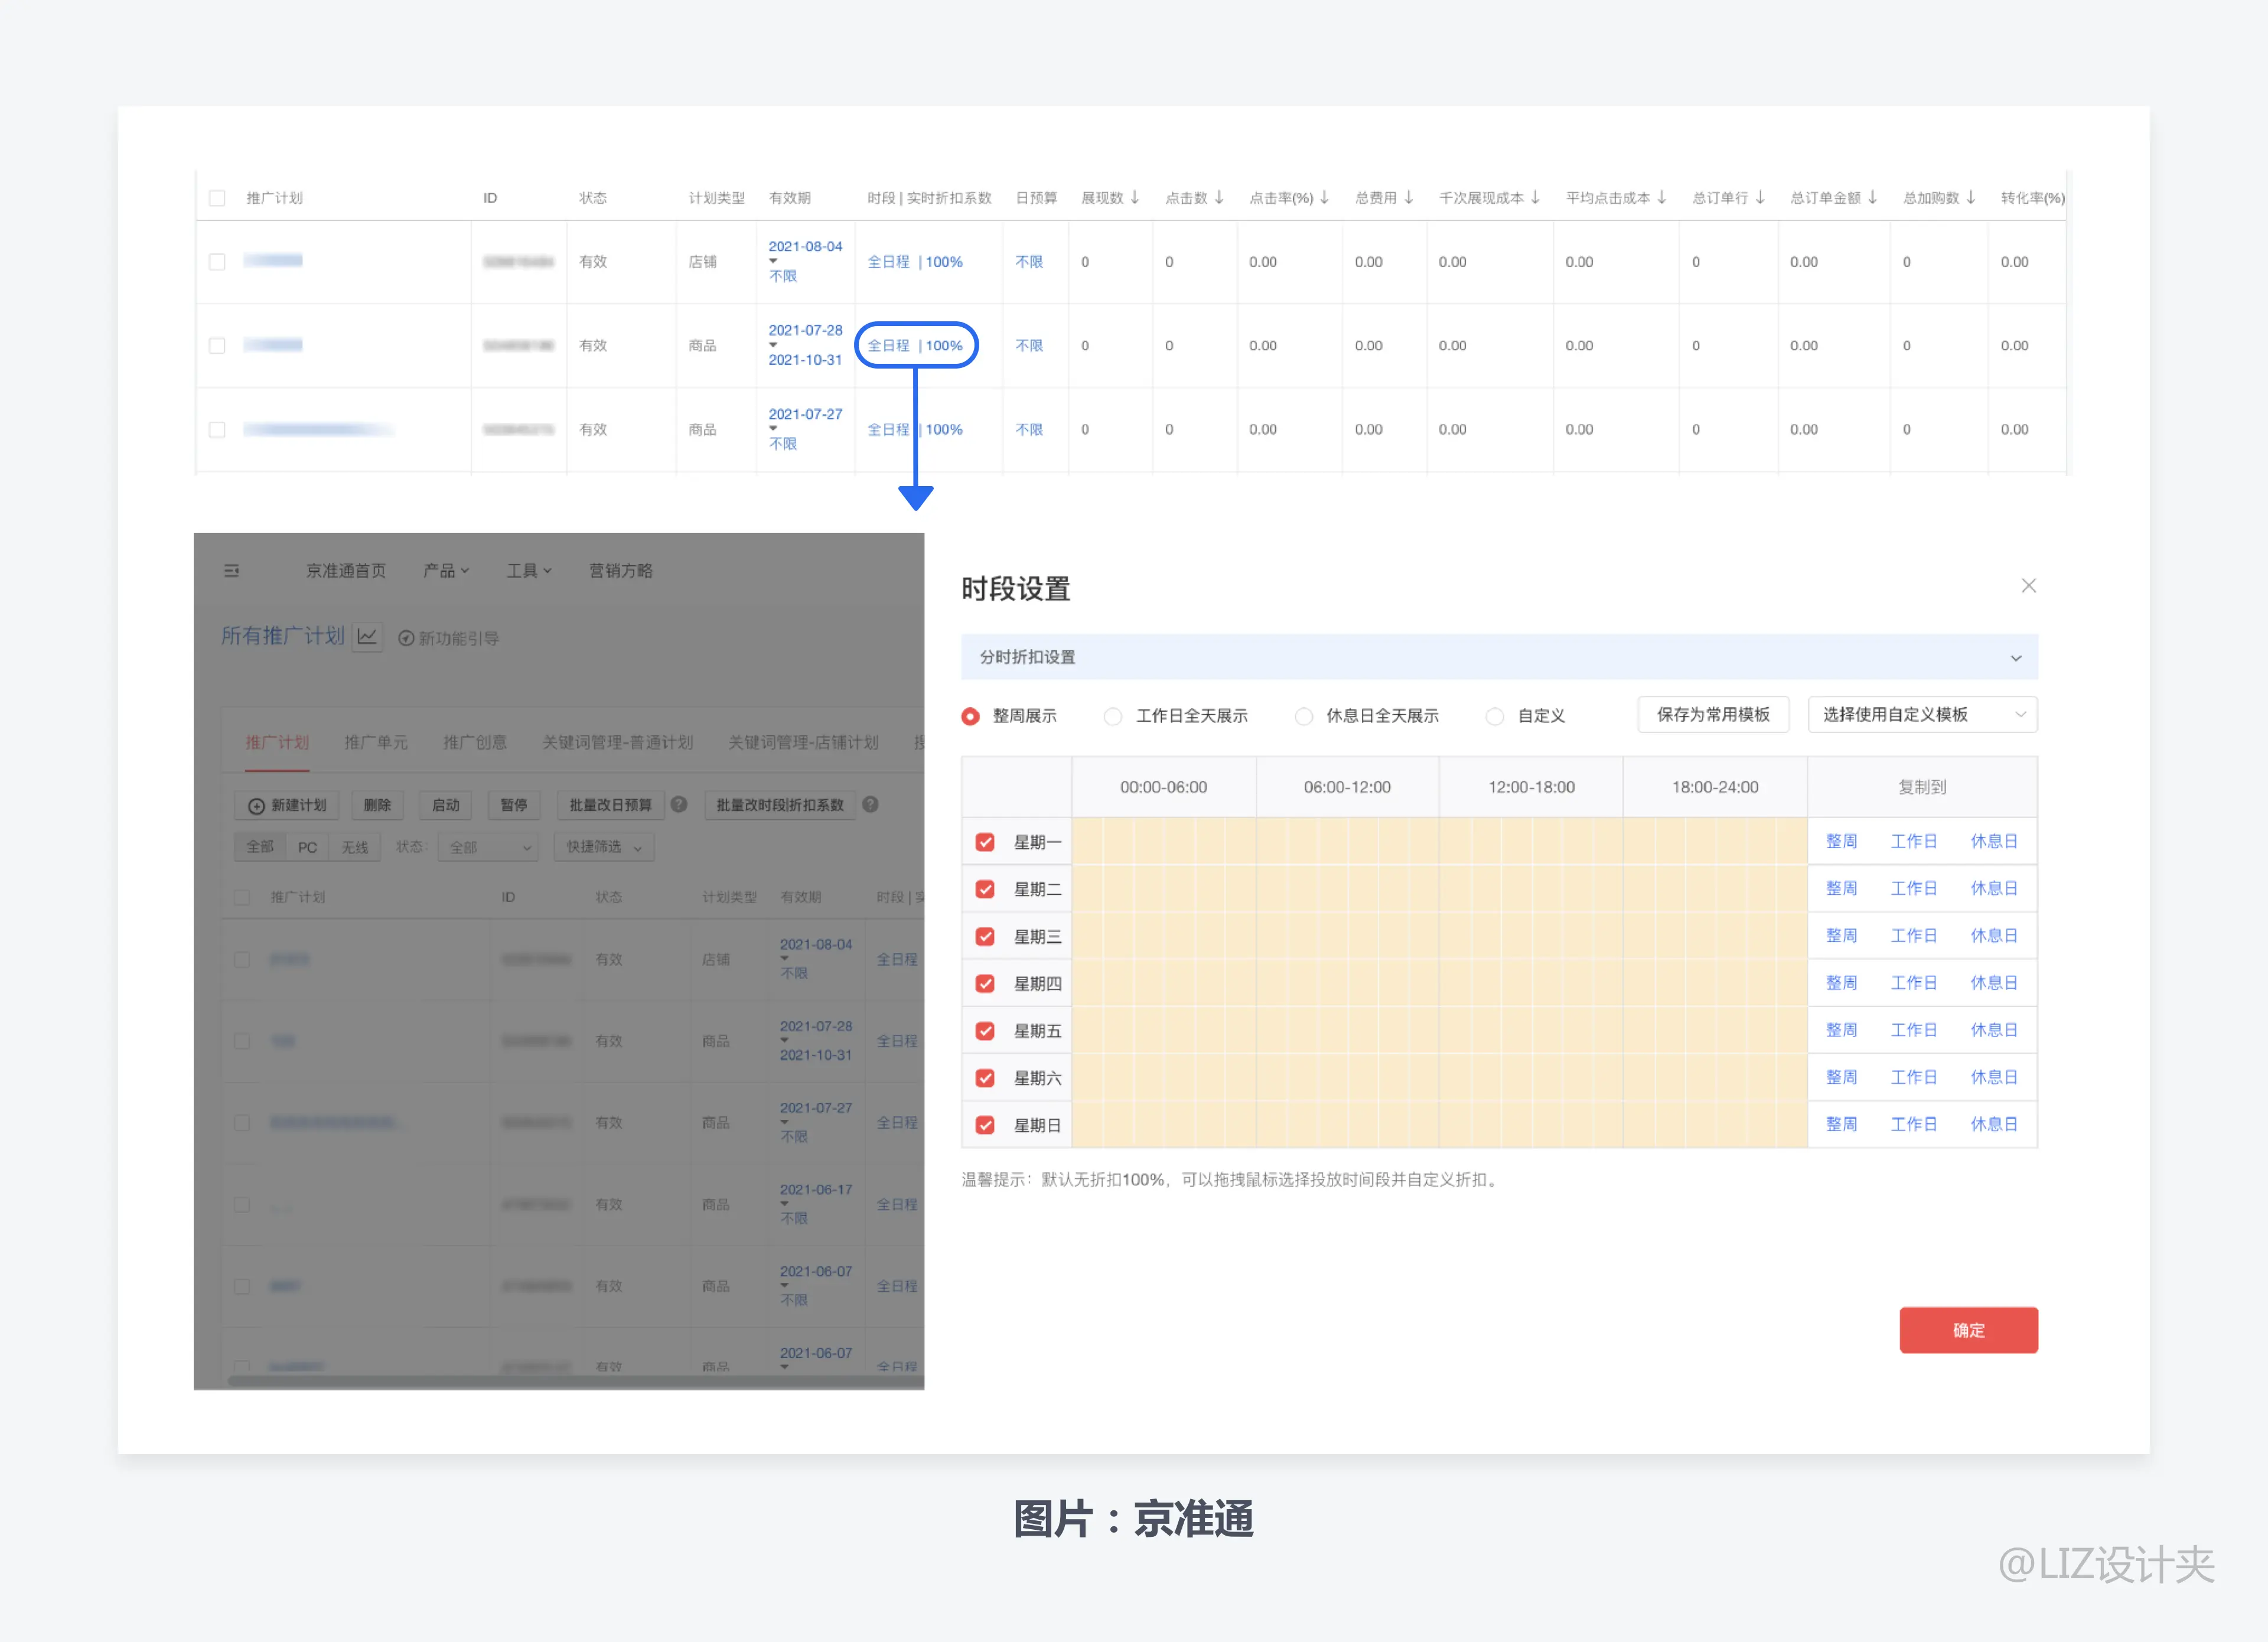 推广计划 ID 状态 计划类型 有效期 时段 | 实时折扣系数 日预算 展现数 ↓ 点击数 ↓ 点击率(%) ↓ 总费用 ↓ 千次展现成本 ↓ 平均点击成本 ↓ 总订单行 ↓ 总订单金额 ↓ 总加购数 ↓ 转化率(%)
有效 店铺 2021-08-04 不限 全日程 | 100% 不限 0 0 0.00 0.00 0.00 0.00 0 0.00 0 0.00
有效 商品 2021-07-28 2021-10-31 全日程 | 100% 不限 0 0 0.00 0.00 0.00 0.00 0 0.00 0 0.00
有效 商品 2021-07-27 不限 全日程 | 100% 不限 0 0 0.00 0.00 0.00 0.00 0 0.00 0 0.00
京准通首页 产品 工具 营销方略
所有推广计划 新功能引导
推广计划 推广单元 推广创意 关键词管理-普通计划 关键词管理-店铺计划
新建计划 删除 启动 暂停 批量改日预算 ? 批量改时段|折扣系数 ?
全部 PC 无线 状态: 全部 快捷筛选
推广计划 ID 状态 计划类型 有效期 时段 |
有效 店铺 2021-08-04 不限 全日程
有效 商品 2021-07-28 2021-10-31 全日程
有效 商品 2021-07-27 不限 全日程
有效 商品 2021-06-17 不限 全日程
有效 商品 2021-06-07 不限 全日程
有效 商品 2021-06-07 全日程
时段设置
分时折扣设置
整周展示 工作日全天展示 休息日全天展示 自定义 保存为常用模板 选择使用自定义模板
00:00-06:00 06:00-12:00 12:00-18:00 18:00-24:00 复制到
星期一 整周 工作日 休息日
星期二 整周 工作日 休息日
星期三 整周 工作日 休息日
星期四 整周 工作日 休息日
星期五 整周 工作日 休息日
星期六 整周 工作日 休息日
星期日 整周 工作日 休息日
温馨提示：默认无折扣100%，可以拖拽鼠标选择投放时间段并自定义折扣。
确定
图片：京准通
@LIZ设计夹